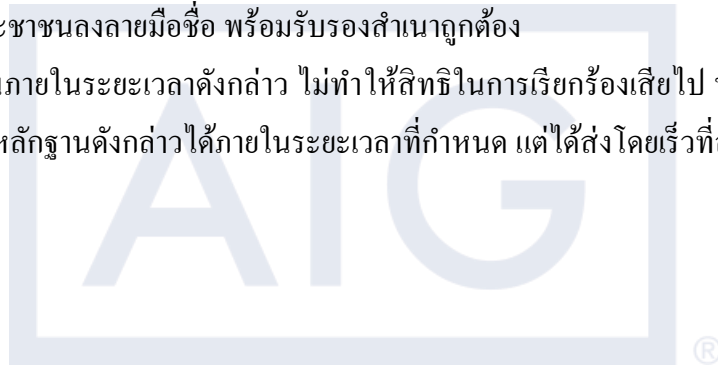 ะชาชนลงลายมือชื่อ พร้อมรับรองสำเนาถูกต้อง
ภายในระยะเวลาดังกล่าว ไม่ทำให้สิทธิในการเรียกร้องเสียไป
หลักฐานดังกล่าวได้ภายในระยะเวลาที่กำหนด แต่ได้ส่งโดยเร็วที่
AIG
®